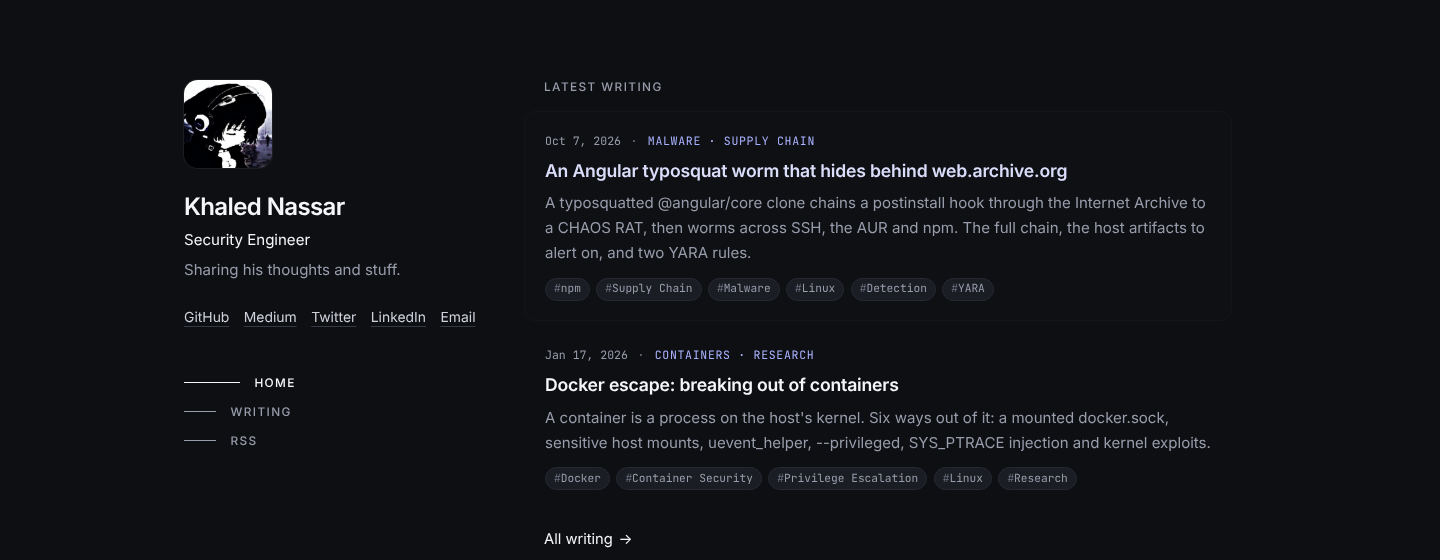 Khaled Nassar
Security Engineer
Sharing his thoughts and stuff.
GitHub Medium Twitter LinkedIn Email
HOME
WRITING
RSS
LATEST WRITING
Oct 7, 2026 · MALWARE · SUPPLY CHAIN
An Angular typosquat worm that hides behind web.archive.org
A typosquatted @angular/core clone chains a postinstall hook through the Internet Archive to
a CHAOS RAT, then worms across SSH, the AUR and npm. The full chain, the host artifacts to
alert on, and two YARA rules.
#npm #Supply Chain #Malware #Linux #Detection #YARA
Jan 17, 2026 · CONTAINERS · RESEARCH
Docker escape: breaking out of containers
A container is a process on the host's kernel. Six ways out of it: a mounted docker.sock,
sensitive host mounts, uevent_helper, --privileged, SYS_PTRACE injection and kernel exploits.
#Docker #Container Security #Privilege Escalation #Linux #Research
All writing →